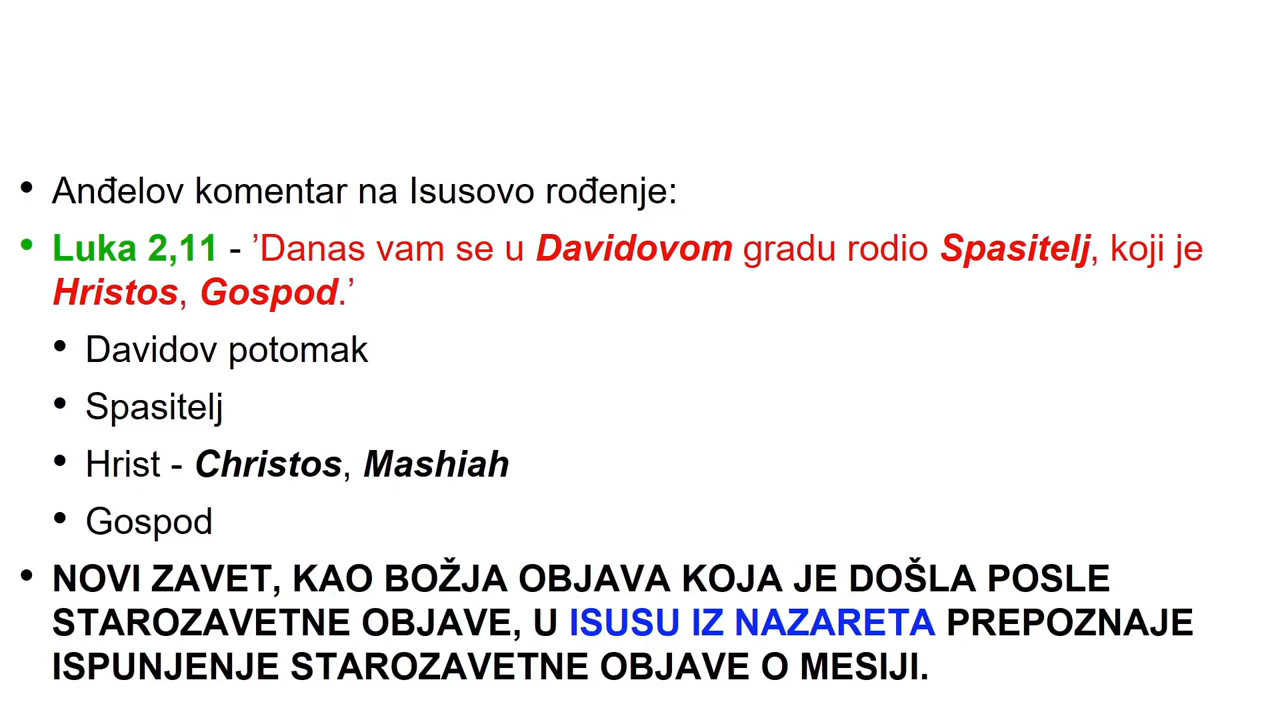 • Anđelov komentar na Isusovo rođenje:
• Luka 2,11 - ’Danas vam se u Davidovom gradu rodio Spasitelj, koji je
Hristos, Gospod.’
• Davidov potomak
• Spasitelj
• Hrist - Christos, Mashiah
• Gospod
• NOVI ZAVET, KAO BOŽJA OBJAVA KOJA JE DOŠLA POSLE
STAROZAVETNE OBJAVE, U ISUSU IZ NAZARETA PREPOZNAJE
ISPUNJENJE STAROZAVETNE OBJAVE O MESIJI.